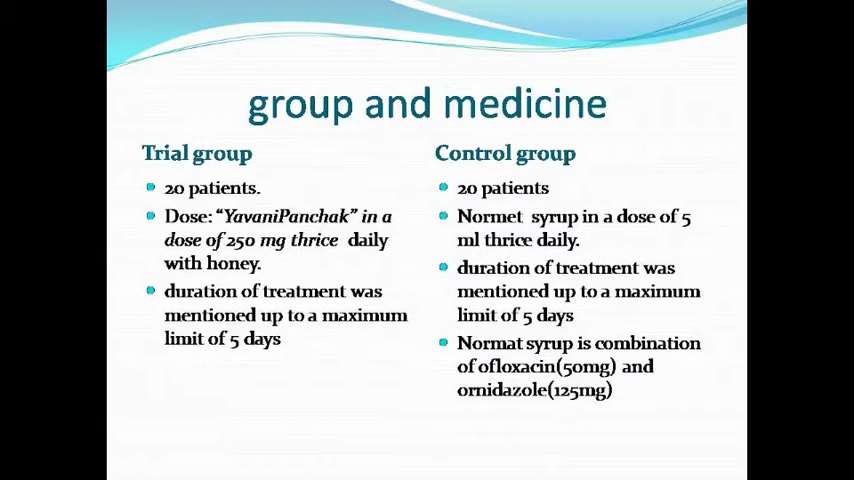 group and medicine
Trial group
20 patients.
Dose: “YavaniPanchak” in a
dose of 250 mg thrice daily
with honey.
duration of treatment was
mentioned up to a maximum
limit of 5 days
Control group
20 patients
Normet syrup in a dose of 5
ml thrice daily.
duration of treatment was
mentioned up to a maximum
limit of 5 days
Normat syrup is combination
of ofloxacin(50mg) and
ornidazole(125mg)